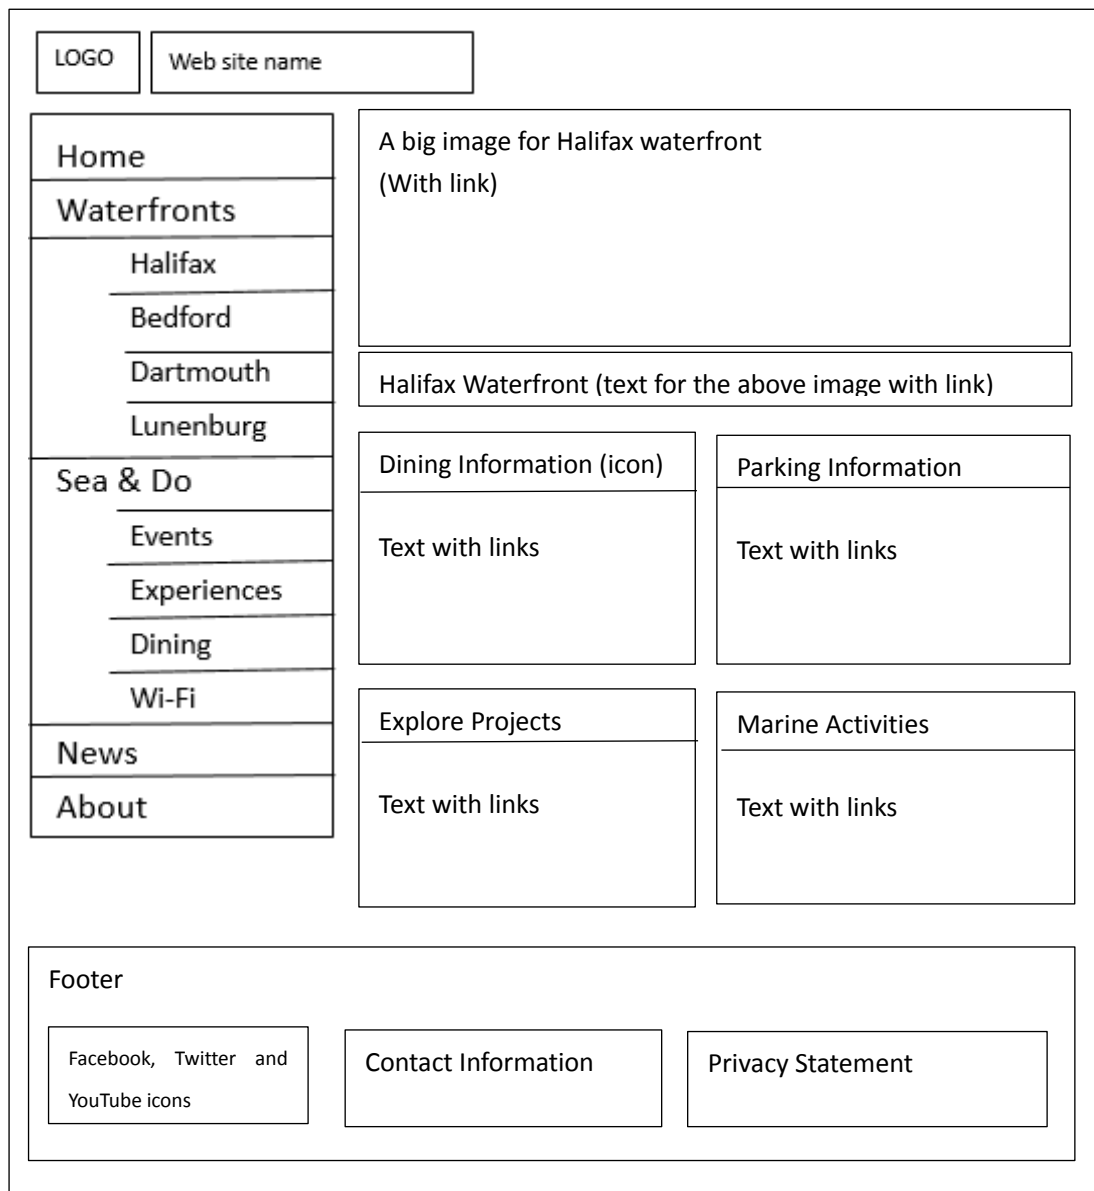 LOGO
Web site name
Home
Waterfronts
Halifax
Bedford
Dartmouth
Lunenburg
Sea & Do
Events
Experiences
Dining
Wi-Fi
News
About
A big image for Halifax waterfront
(With link)
Halifax Waterfront (text for the above image with link)
Dining Information (icon)
Text with links
Parking Information
Text with links
Explore Projects
Text with links
Marine Activities
Text with links
Footer
Facebook, Twitter and
YouTube icons
Contact Information
Privacy Statement